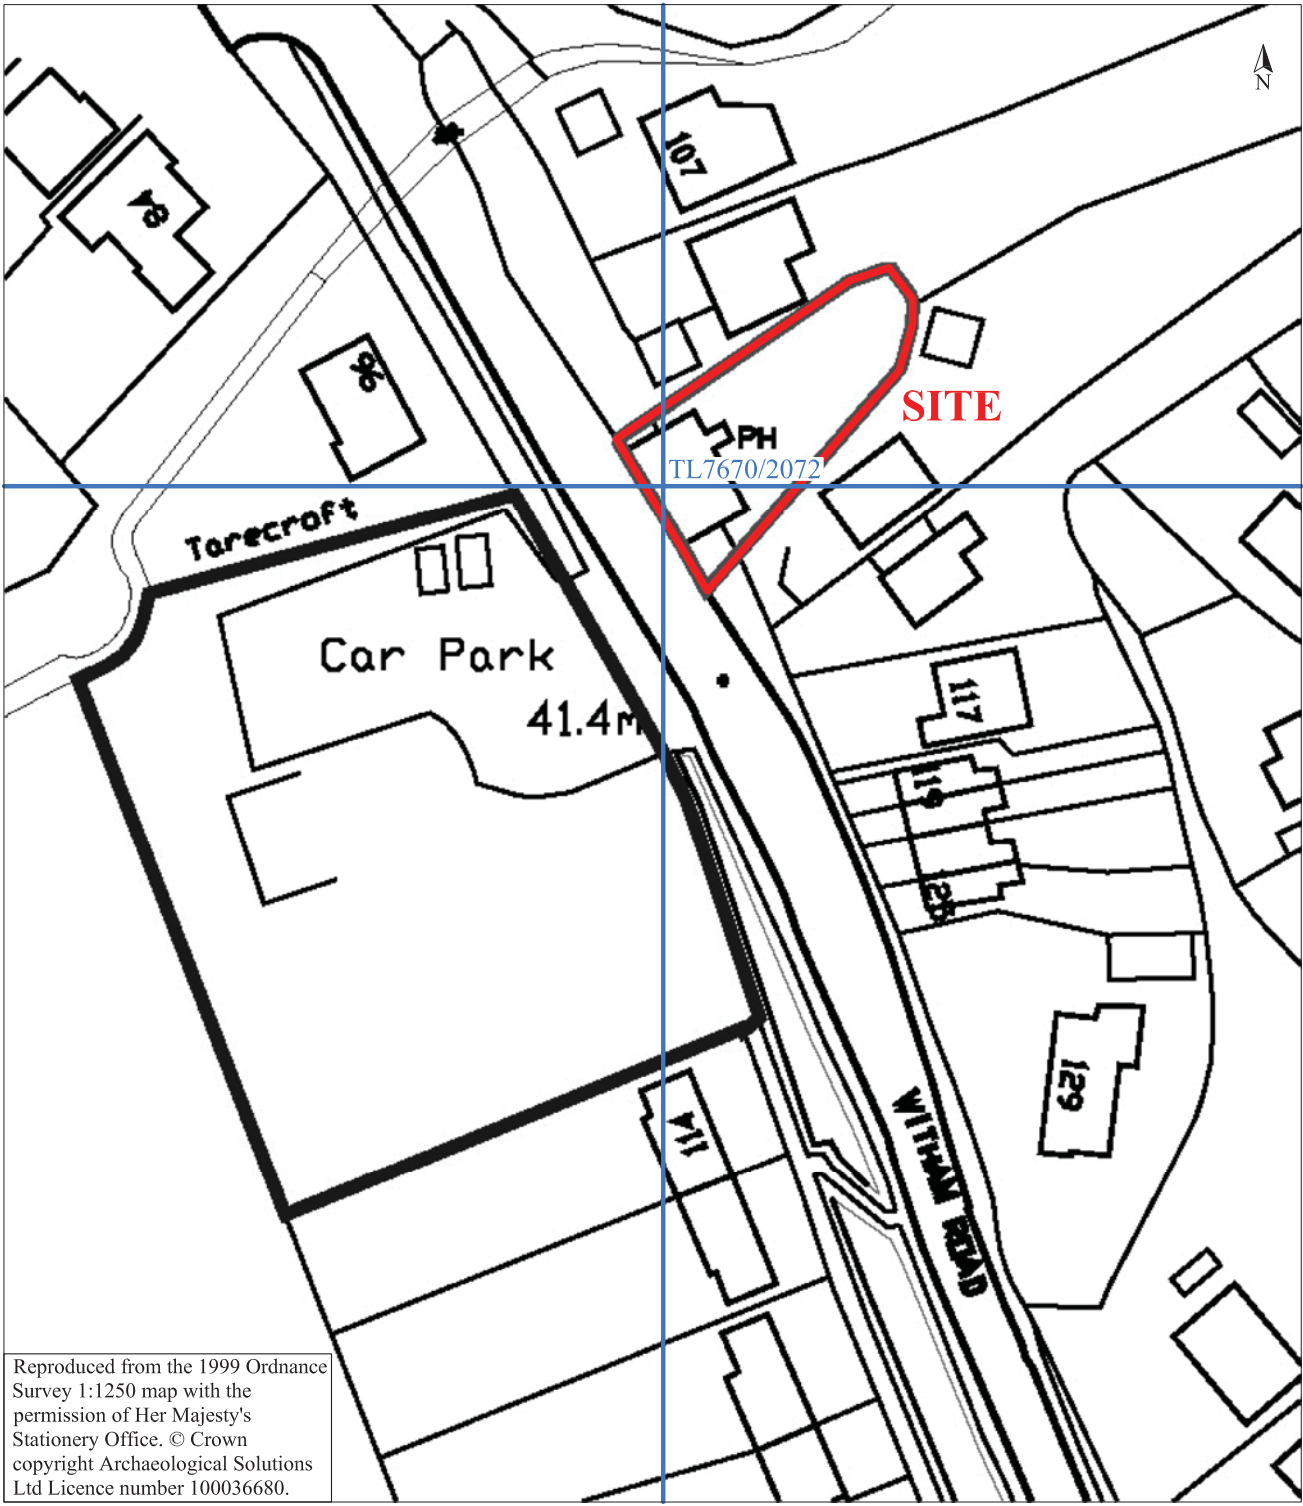 N
107
94
96
SITE
PH
TL7670/2072
Tarecroft
Car Park
41.4m
117
119
125
129
114
WITHAM ROAD
Reproduced from the 1999 Ordnance
Survey 1:1250 map with the
permission of Her Majesty's
Stationery Office. © Crown
copyright Archaeological Solutions
Ltd Licence number 100036680.